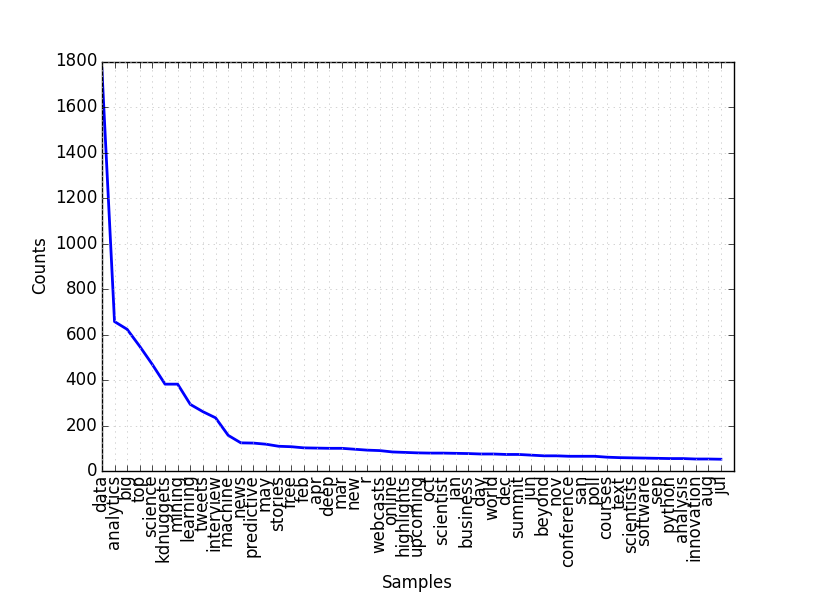 1800
1600
1400
1200
1000
800
600
400
200
0
Counts
data
analytics
big
top
science
kdnuggets
mining
learning
tweets
interview
machine
news
predictive
may
stories
free
feb
apr
deep
mar
new
r
webcasts
online
highlights
upcoming
oct
scientist
jan
business
day
world
dec
summit
jun
beyond
nov
conference
san
poll
courses
text
scientists
software
sep
python
analysis
innovation
aug
jul
Samples